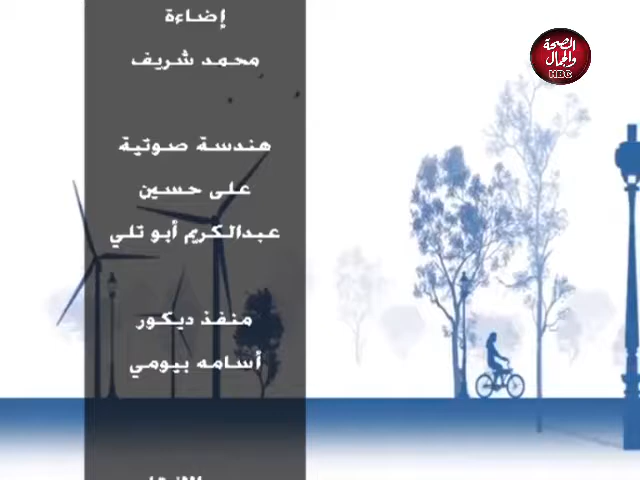 إضاءة
محمد شريف
هندسة صوتية
على حسين
عبدالكريم أبو تلي
منفذ ديكور
أسامه بيومي
الصحة
والجمال
HBC